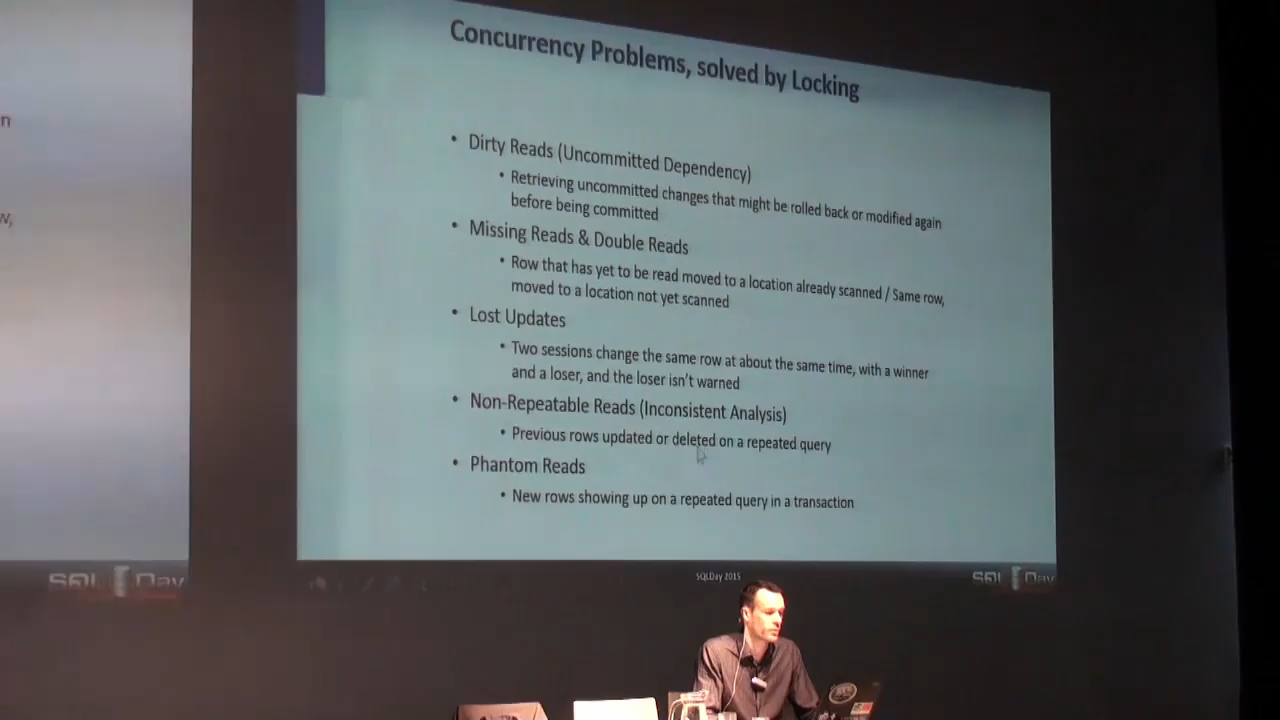 n
w,
Concurrency Problems, solved by Locking
• Dirty Reads (Uncommitted Dependency)
• Retrieving uncommitted changes that might be rolled back or modified again
before being committed
• Missing Reads & Double Reads
• Row that has yet to be read moved to a location already scanned / Same row,
moved to a location not yet scanned
• Lost Updates
• Two sessions change the same row at about the same time, with a winner
and a loser, and the loser isn't warned
• Non-Repeatable Reads (Inconsistent Analysis)
• Previous rows updated or deleted on a repeated query
• Phantom Reads
• New rows showing up on a repeated query in a transaction
SQL Day
SQLDay 2015
SQL Day